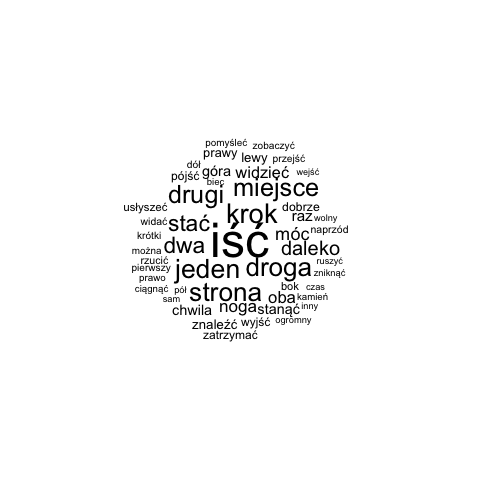 pomyśleć zobaczyć
prawy lewy przejść
dół góra widzieć wejść
pójść biec
drugi miejsce
usłyszeć krok dobrze
widać stać raz wolny
krótki iść móc naprzód
można dwa daleko
rzucić jeden droga ruszyć
pierwszy zniknąć
prawo strona bok czas
ciągnąć pół oba kamień
sam noga stanąć inny
chwila
znaleźć wyjść ogromny
zatrzymać